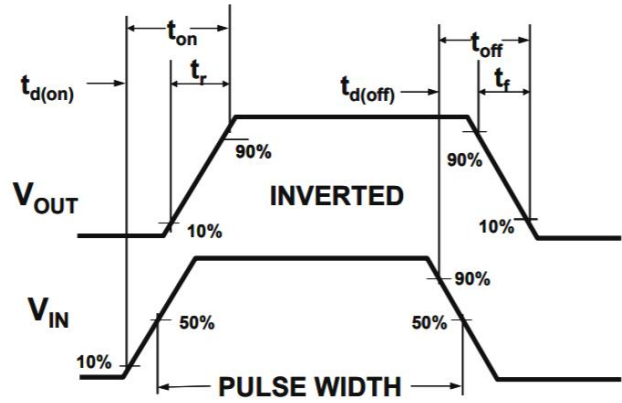 ton
toff
td(on)
tr
td(off)
tf
90%
90%
VOUT
INVERTED
10%
10%
90%
VIN
50%
50%
10%
PULSE WIDTH